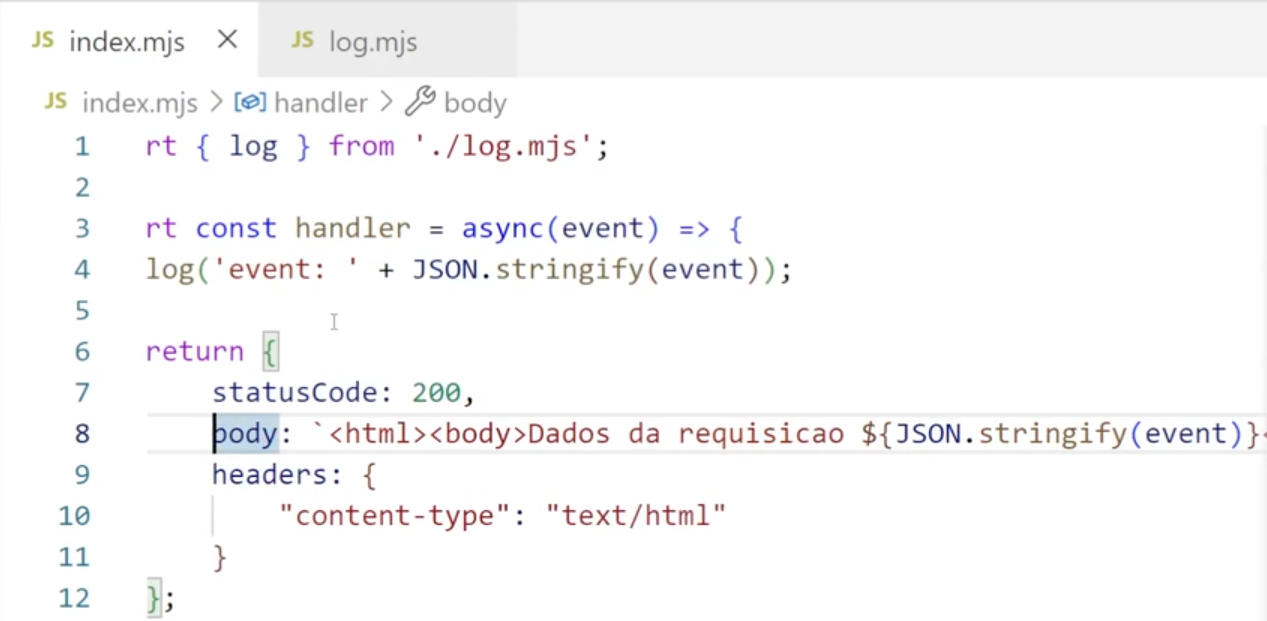 JS index.mjs × JS log.mjs
JS index.mjs > handler > body
1 rt { log } from './log.mjs';
2
3 rt const handler = async(event) => {
4 log('event: ' + JSON.stringify(event));
5
6 return {
7 statusCode: 200,
8 body: `<html><body>Dados da requisicao ${JSON.stringify(event)}<
9 headers: {
10 "content-type": "text/html"
11 }
12 };